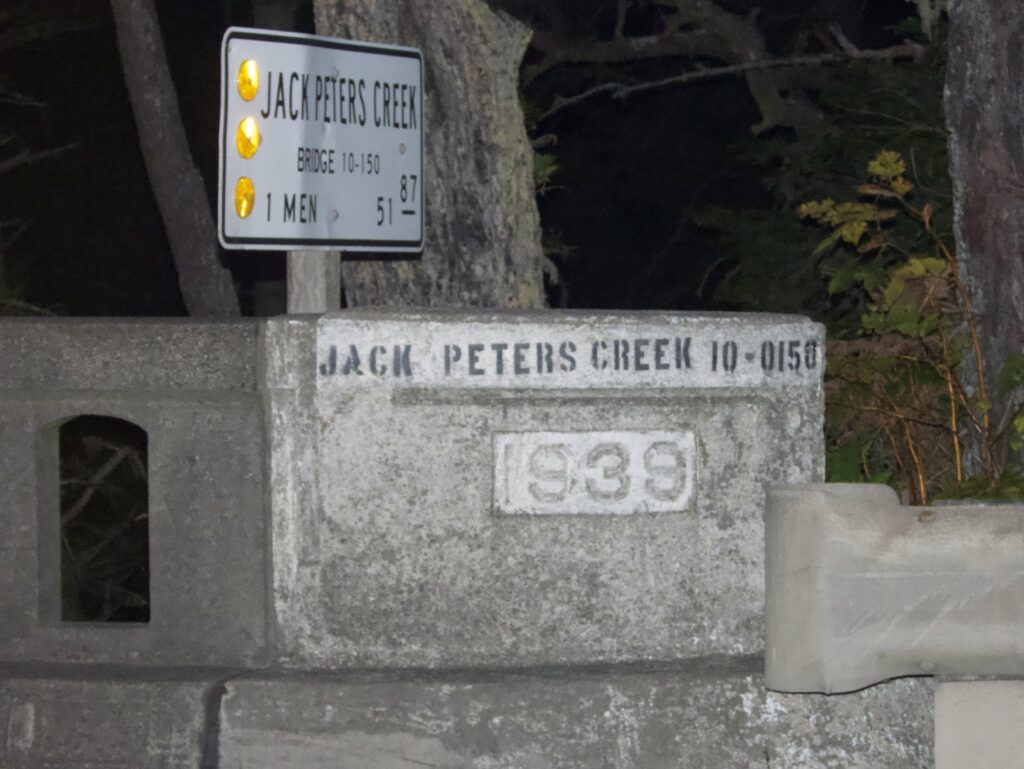 JACK PETERS CREEK
BRIDGE 10-150
1 MEN 51 87
JACK PETERS CREEK 10-0150
1939